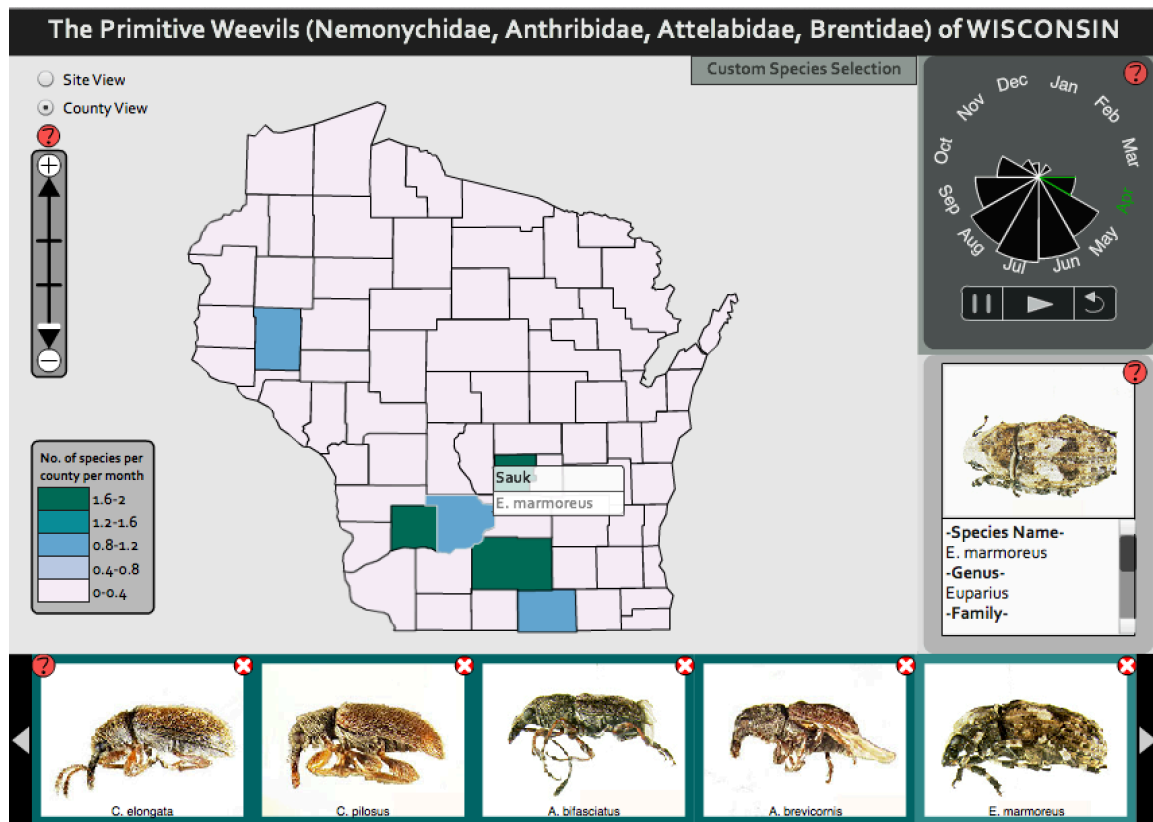 The Primitive Weevils (Nemonychidae, Anthribidae, Attelabidae, Brentidae) of WISCONSIN
Custom Species Selection
Site View
County View
?
+
−
No. of species per
county per month
1.6-2
1.2-1.6
0.8-1.2
0.4-0.8
0-0.4
Sauk
E. marmoreus
?
Jan
Feb
Mar
Apr
May
Jun
Jul
Aug
Sep
Oct
Nov
Dec
?
-Species Name-
E. marmoreus
-Genus-
Euparius
-Family-
?
C. elongata
C. pilosus
A. bifasciatus
A. brevicornis
E. marmoreus